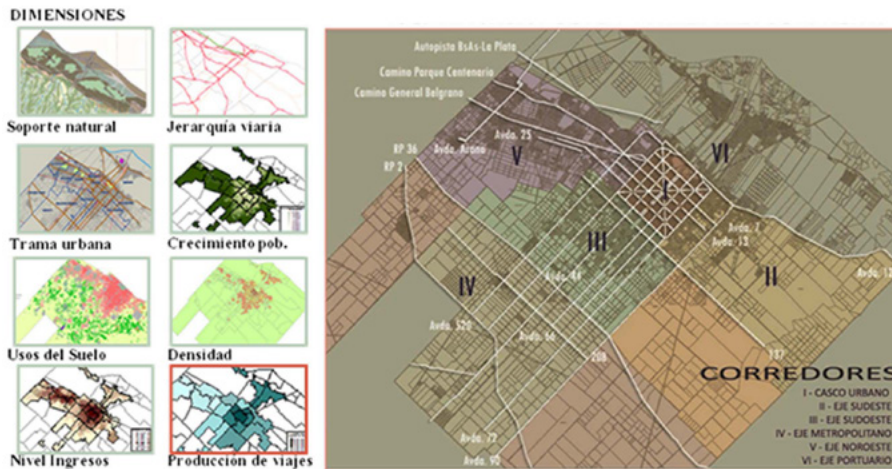 DIMENSIONES
Soporte natural
Jerarquía viaria
Trama urbana
Crecimiento pob.
Usos del Suelo
Densidad
Nivel Ingresos
Producción de viajes
Autopista BsAs-La Plata
Camino Parque Centenario
Camino General Belgrano
Avda. 25
Avda. Arana
RP 36
RP 2
V
VI
I
III
II
IV
Avda. 7
Avda. 13
Avda. 44
Avda. 520
Avda. 66
208
137
Avda. 72
Avda. 90
CORREDORES
I - CASCO URBANO
II - EJE SUDESTE
III - EJE SUDOESTE
IV - EJE METROPOLITANO
V - EJE NOROESTE
VI - EJE PORTUARIO